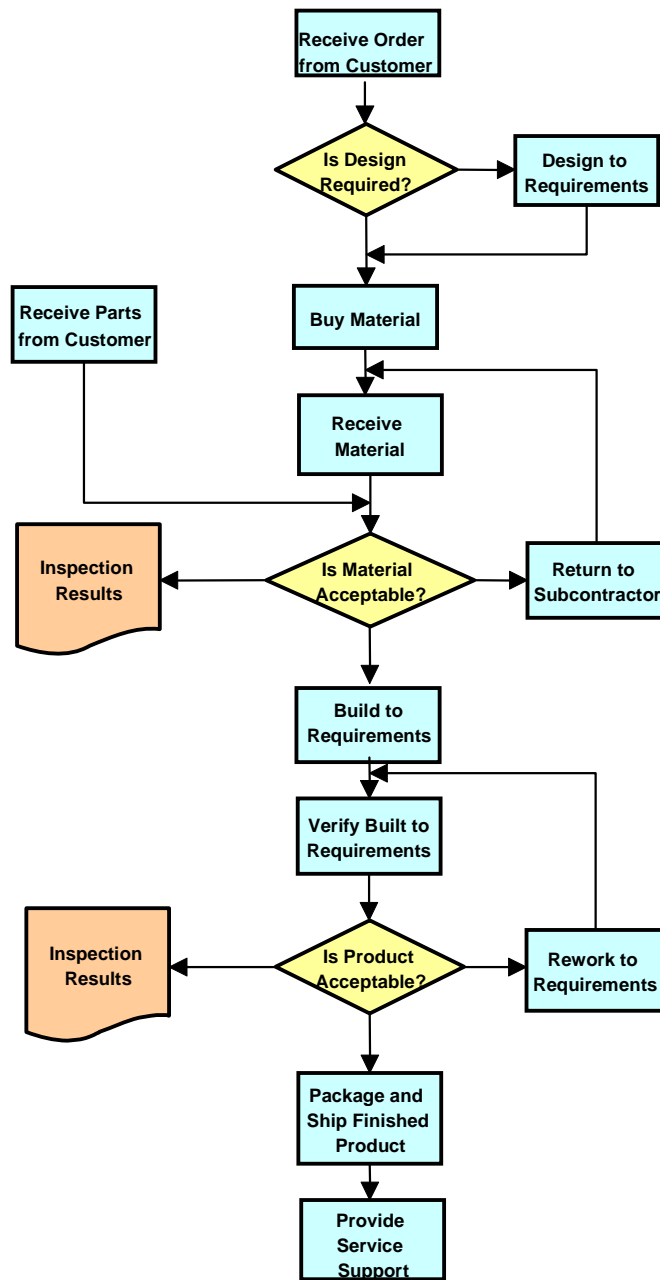 Receive Order
from Customer
Is Design
Required?
Design to
Requirements
Receive Parts
from Customer
Buy Material
Receive
Material
Inspection
Results
Is Material
Acceptable?
Return to
Subcontractor
Build to
Requirements
Verify Built to
Requirements
Inspection
Results
Is Product
Acceptable?
Rework to
Requirements
Package and
Ship Finished
Product
Provide
Service
Support